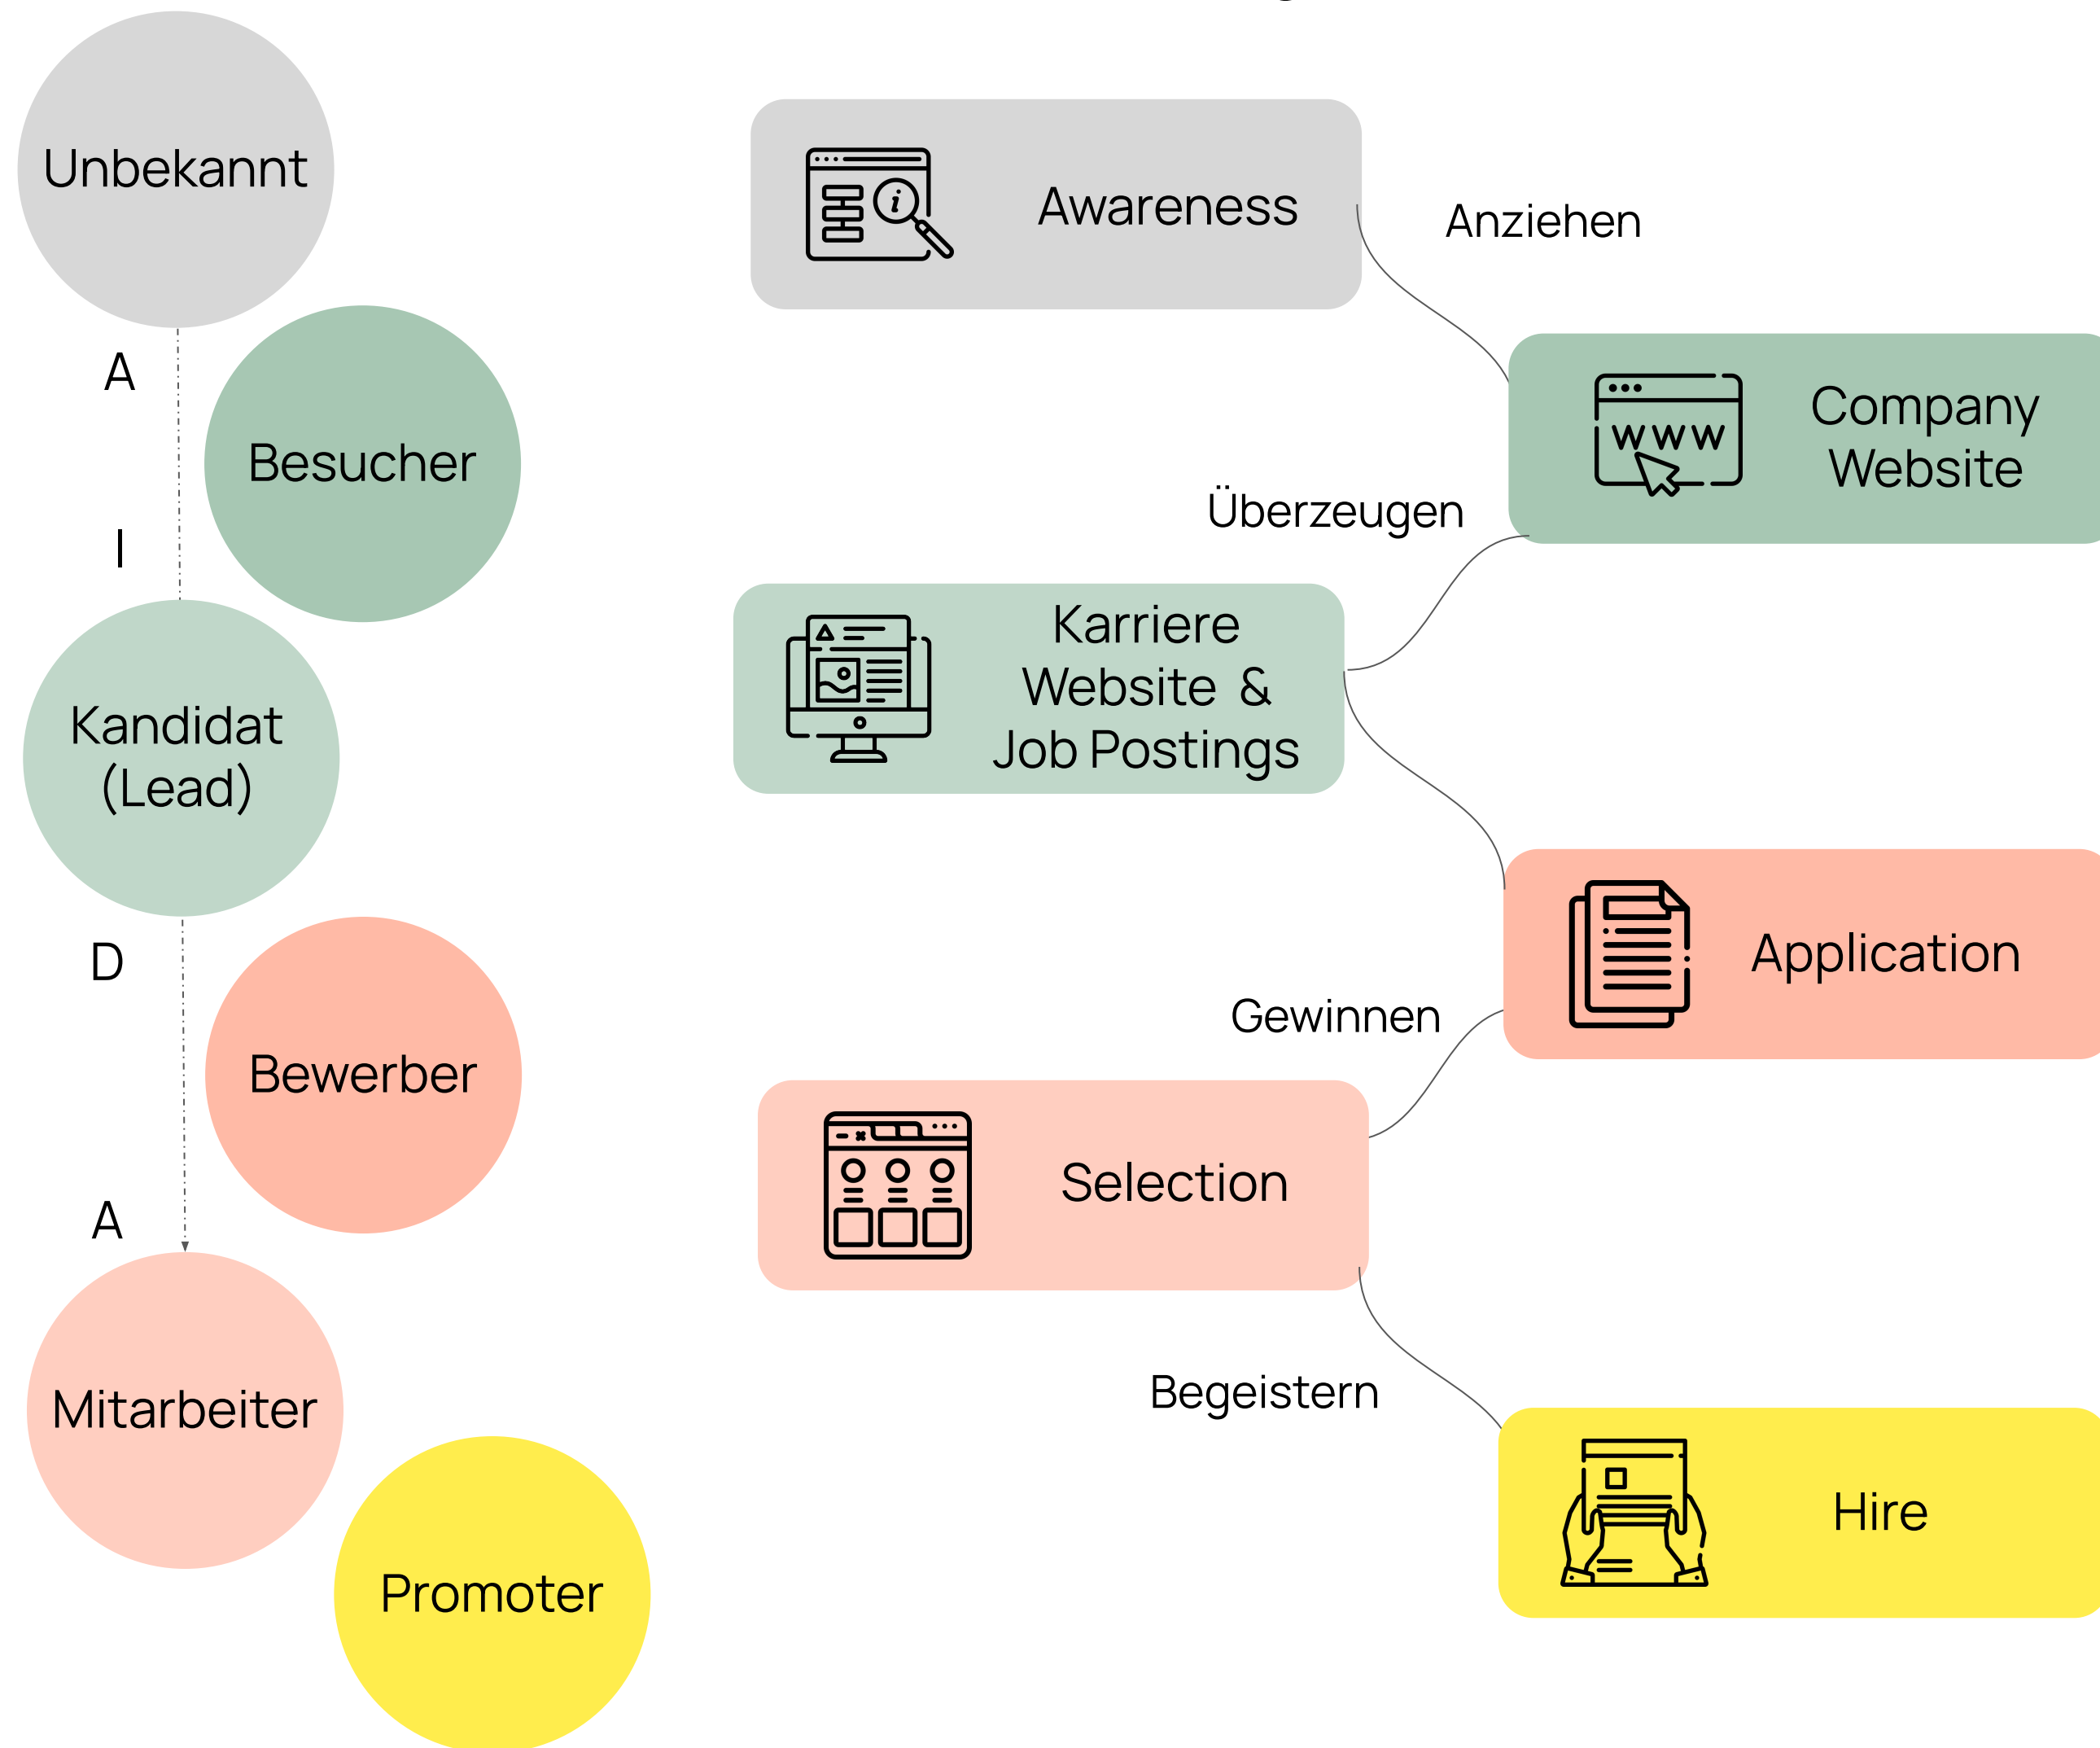 Unbekannt
A
Besucher
I
Kandidat
(Lead)
D
Bewerber
A
Mitarbeiter
Promoter
Awareness
Anziehen
Company
Website
www
Überzeugen
Karriere
Website &
Job Postings
Application
Gewinnen
Selection
Begeistern
Hire